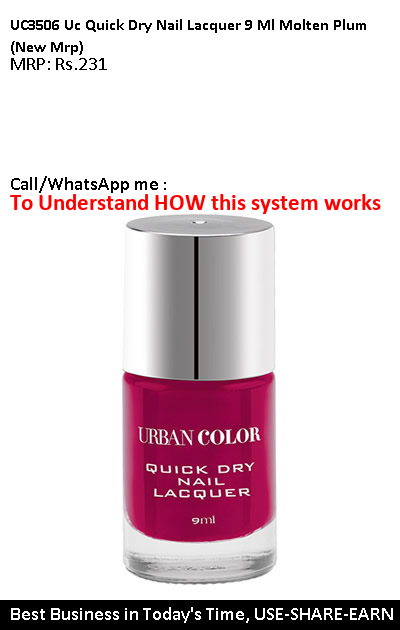 UC3506 Uc Quick Dry Nail Lacquer 9 Ml Molten Plum
(New Mrp)
MRP: Rs.231
Call/WhatsApp me :
To Understand HOW this system works
URBAN COLOR
QUICK DRY
NAIL
LACQUER
9ml
Best Business in Today's Time, USE-SHARE-EARN